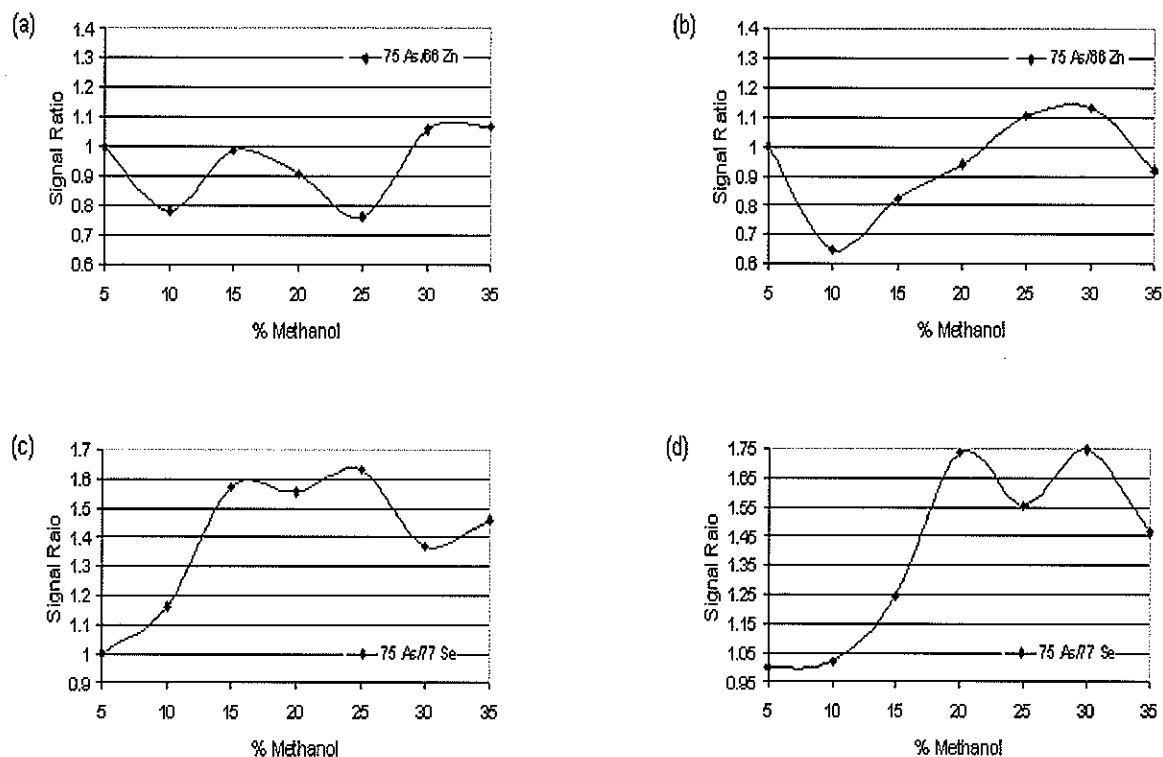 (a)
1.4
1.3
1.2
1.1
1
0.9
0.8
0.7
0.6
Signal Ratio
75 As/66 Zn
5 10 15 20 25 30 35
% Methanol
(b)
1.4
1.3
1.2
1.1
1
0.9
0.8
0.7
0.6
Signal Ratio
75 As/66 Zn
5 10 15 20 25 30 35
% Methanol
(c)
1.7
1.6
1.5
1.4
1.3
1.2
1.1
1
0.9
Signal Raio
75 As/77 Se
5 10 15 20 25 30 35
% Methanol
(d)
1.75
1.65
1.55
1.45
1.35
1.25
1.15
1.05
0.95
Signal Ratio
75 As/77 Se
5 10 15 20 25 30 35
% Methanol